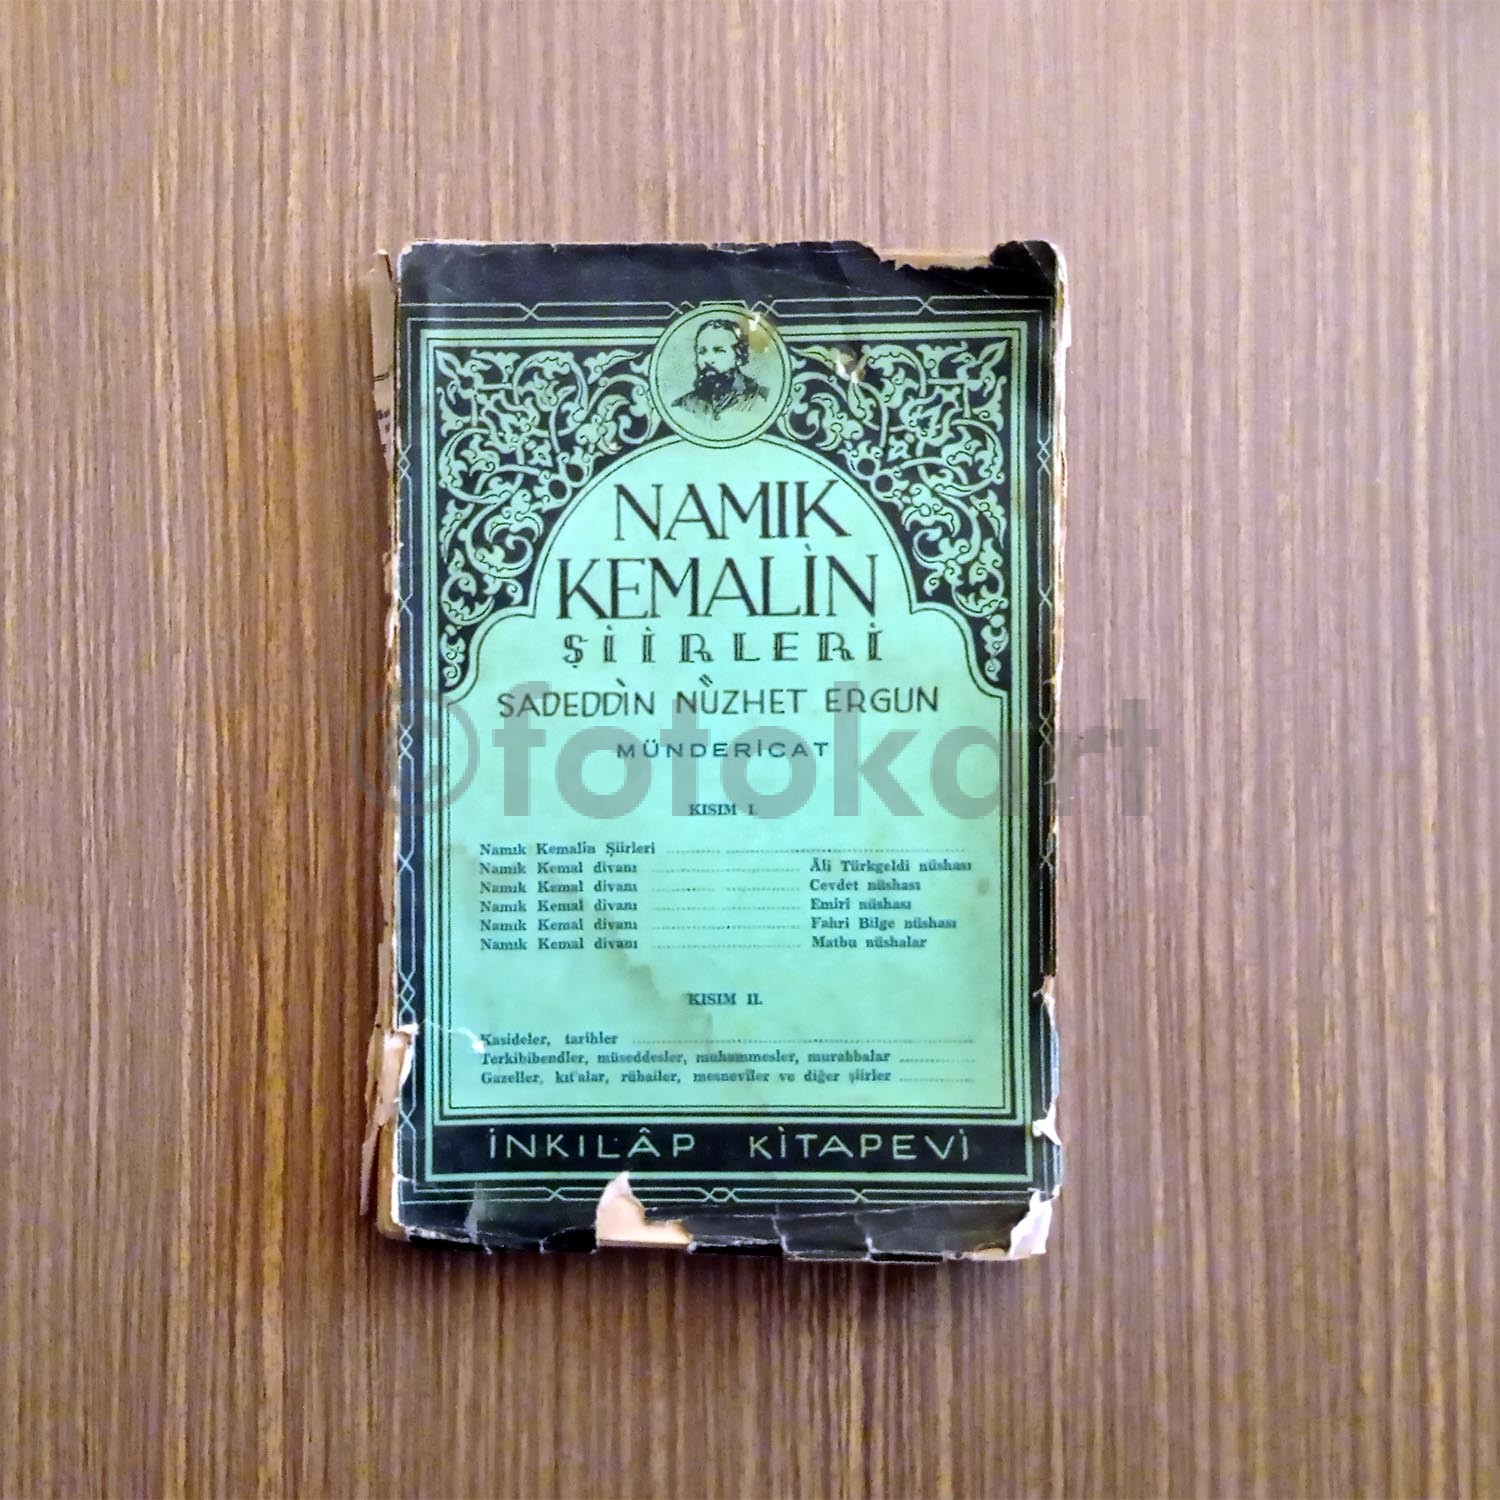 NAMIK
KEMALİN
ŞİİRLERİ
SADEDDİN NÜZHET ERGUN
MÜNDERİCAT
©fotokart
KISIM I.
Namık Kemalin Şiirleri
Namık Kemal divanı Âli Türkgeldi nüshası
Namık Kemal divanı Cevdet nüshası
Namık Kemal divanı Emirî nüshası
Namık Kemal divanı Fahri Bilge nüshası
Namık Kemal divanı Matbu nüshalar
KISIM II.
Kasideler, tarihler
Terkibibendler, müseddesler, muhammesler, murabbalar
Gazeller, kıt'alar, rübailer, mesnevîler ve diğer şiirler
İNKILÂP KİTAPEVİ